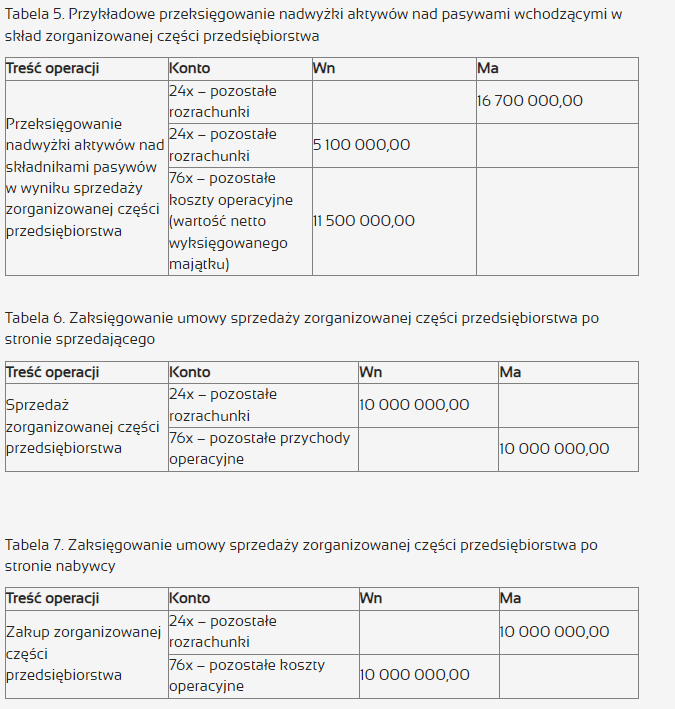 Tabela 5. Przykładowe przeksięgowanie nadwyżki aktywów nad pasywami wchodzącymi w
skład zorganizowanej części przedsiębiorstwa
Treść operacji Konto Wn Ma
Przeksięgowanie
nadwyżki aktywów nad
składnikami pasywów
w wyniku sprzedaży
zorganizowanej części
przedsiębiorstwa
24x – pozostałe
rozrachunki
16 700 000,00
24x – pozostałe
rozrachunki
5 100 000,00
76x – pozostałe
koszty operacyjne
(wartość netto
wyksięgowanego
majątku)
11 500 000,00
Tabela 6. Zaksięgowanie umowy sprzedaży zorganizowanej części przedsiębiorstwa po
stronie sprzedającego
Treść operacji Konto Wn Ma
Sprzedaż
zorganizowanej części
przedsiębiorstwa
24x – pozostałe
rozrachunki
10 000 000,00
76x – pozostałe przychody
operacyjne
10 000 000,00
Tabela 7. Zaksięgowanie umowy sprzedaży zorganizowanej części przedsiębiorstwa po
stronie nabywcy
Treść operacji Konto Wn Ma
Zakup zorganizowanej
części
przedsiębiorstwa
24x – pozostałe
rozrachunki
10 000 000,00
76x – pozostałe koszty
operacyjne
10 000 000,00